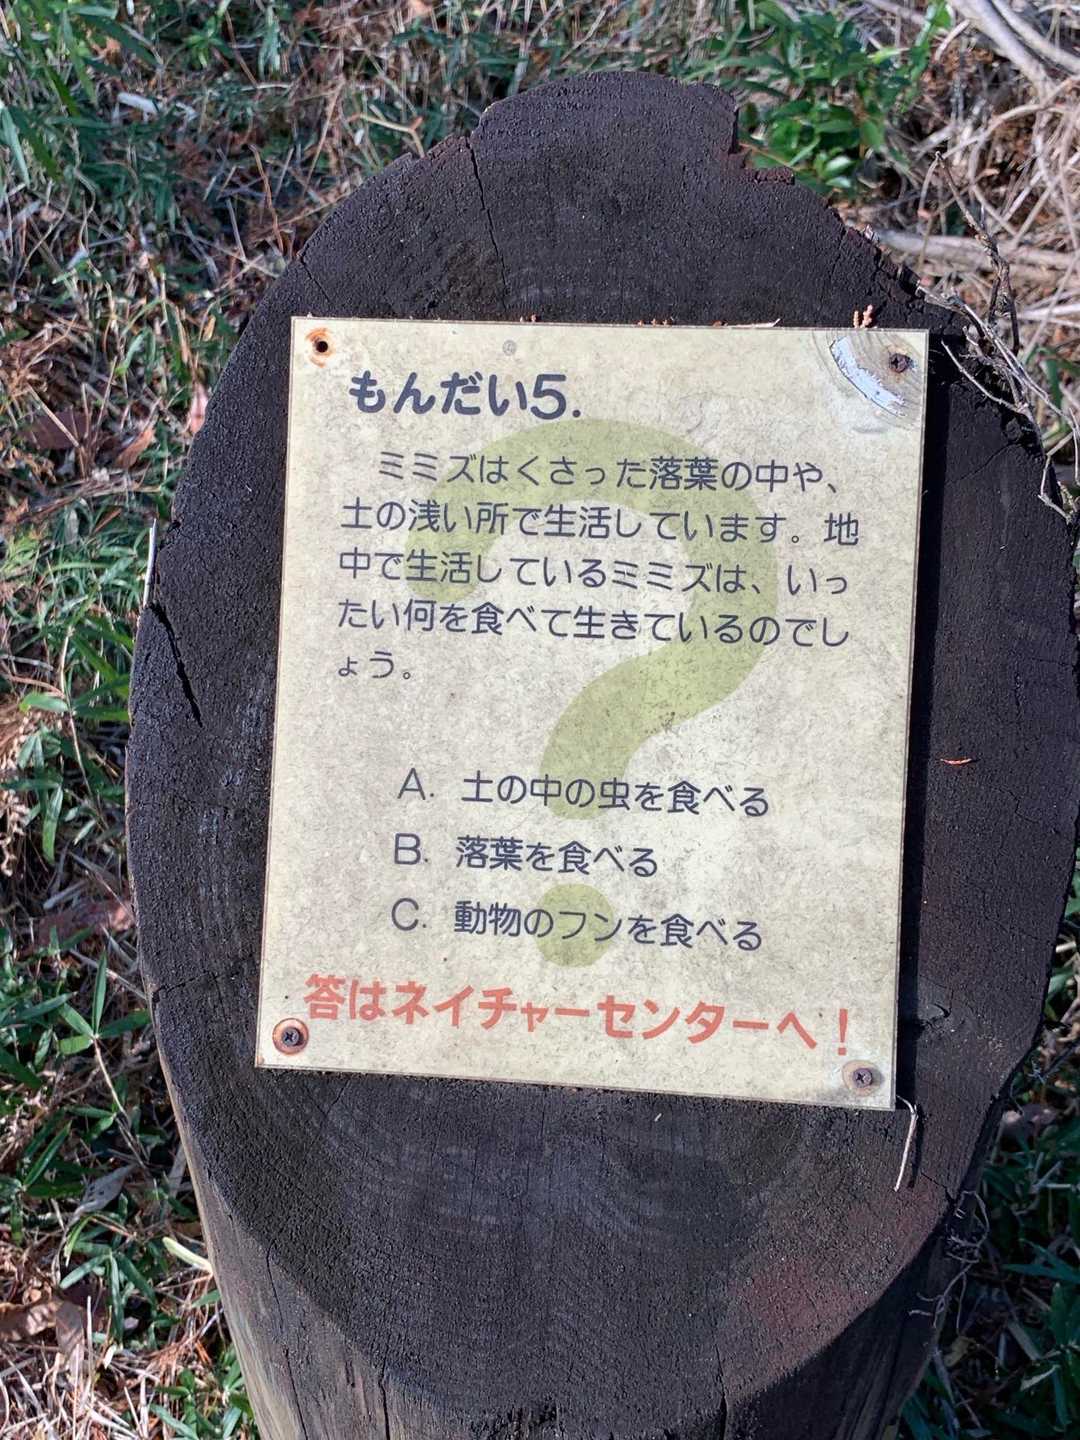 もんだい5.
ミミズはくさった落葉の中や、
土の浅い所で生活しています。地
中で生活しているミミズは、いっ
たい何を食べて生きているのでし
ょう。
A. 土の中の虫を食べる
B. 落葉を食べる
C. 動物のフンを食べる
答はネイチャーセンターへ!